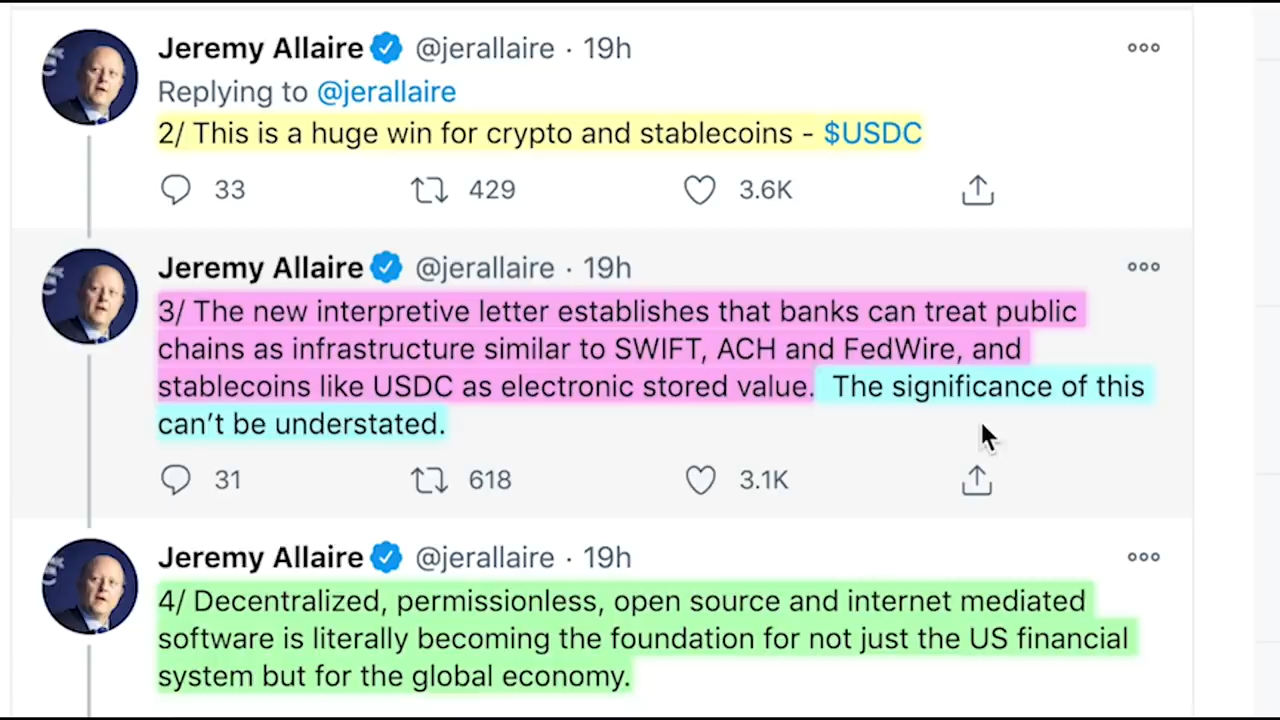 Jeremy Allaire @jerallaire · 19h
Replying to @jerallaire
2/ This is a huge win for crypto and stablecoins - $USDC
33 429 3.6K
Jeremy Allaire @jerallaire · 19h
3/ The new interpretive letter establishes that banks can treat public
chains as infrastructure similar to SWIFT, ACH and FedWire, and
stablecoins like USDC as electronic stored value. The significance of this
can’t be understated.
31 618 3.1K
Jeremy Allaire @jerallaire · 19h
4/ Decentralized, permissionless, open source and internet mediated
software is literally becoming the foundation for not just the US financial
system but for the global economy.